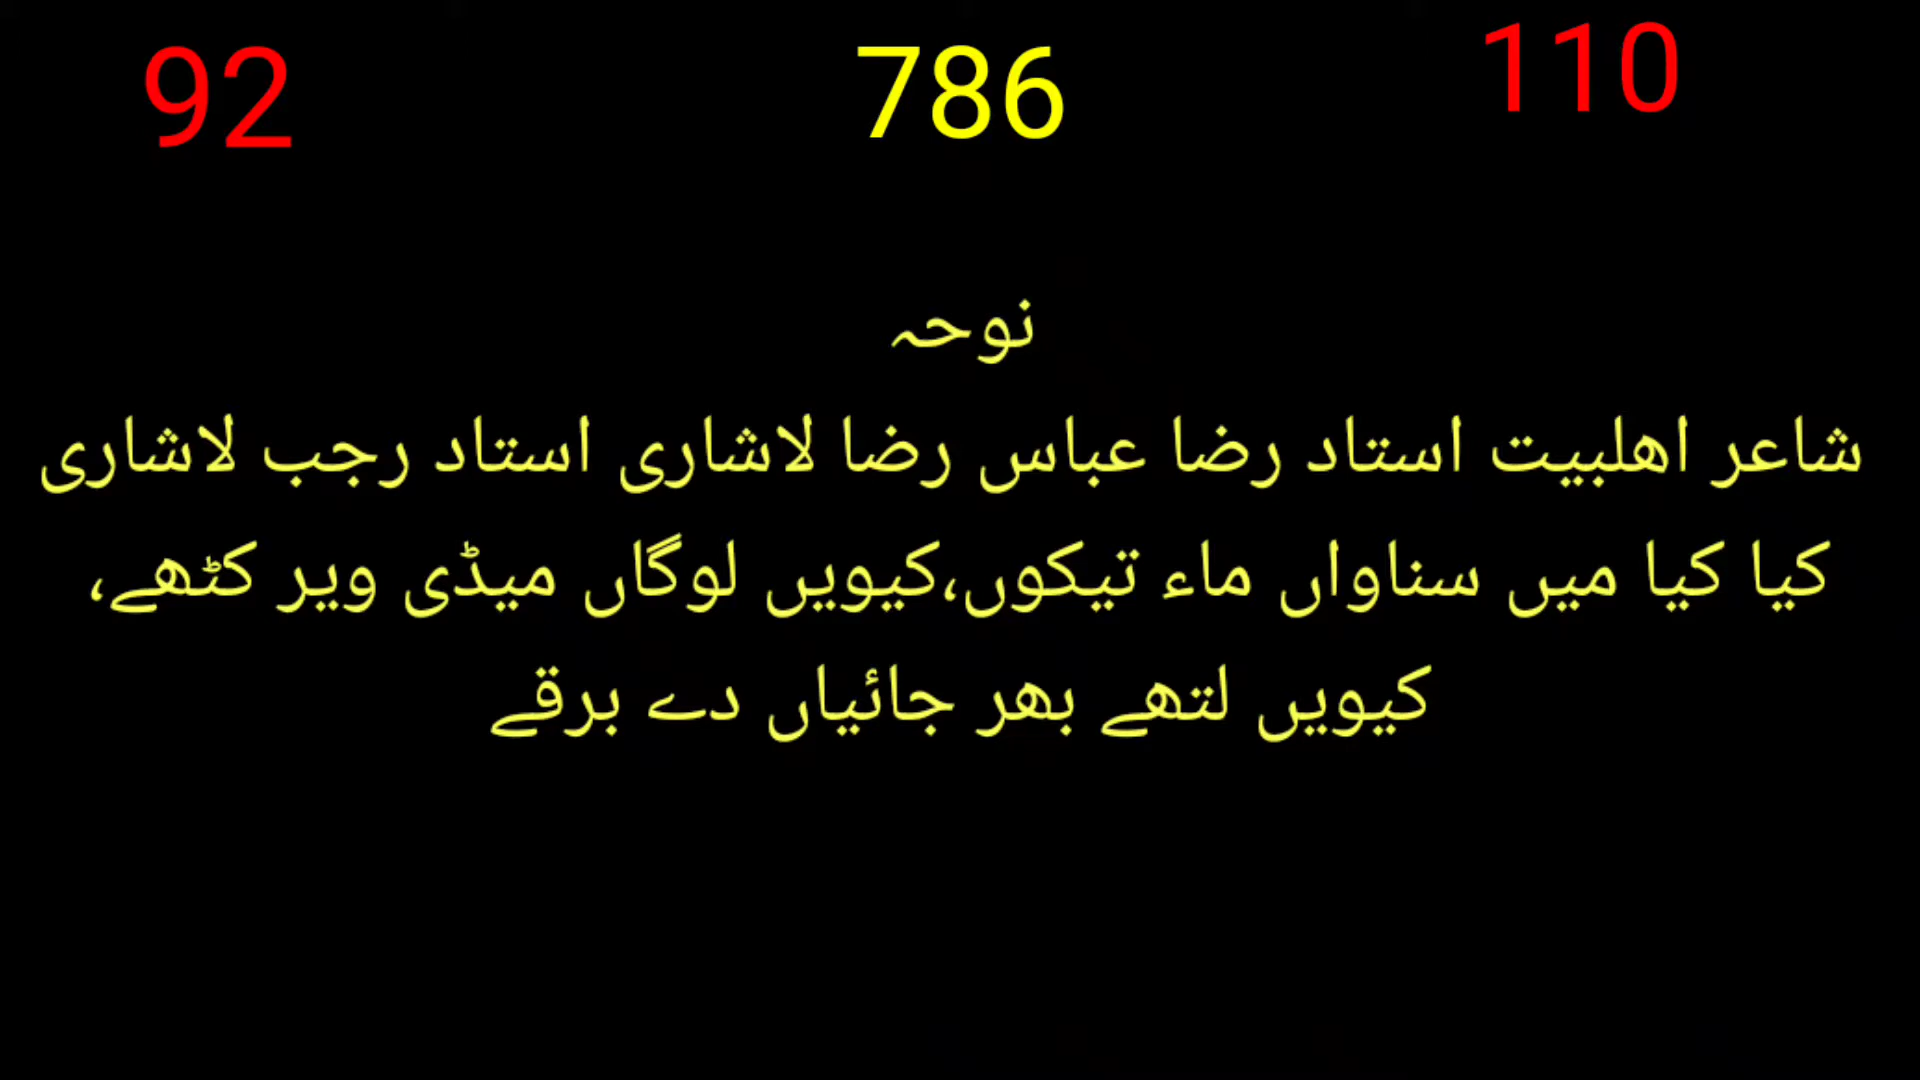 92 786 110
نوحہ
شاعر اھلبیت استاد رضا عباس رضا لاشاری استاد رجب لاشاری
کیا کیا میں سناواں ماء تیکوں،کیویں لوگاں میڈی ویر کٹھے،
کیویں لتھے بھر جائیاں دے برقے